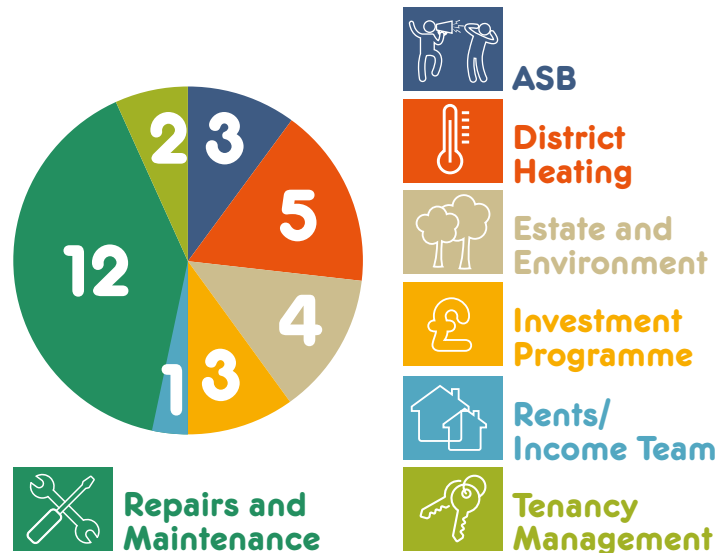 2
3
5
12
4
1
3
ASB
District
Heating
Estate and
Environment
£
Investment
Programme
Rents/
Income Team
Repairs and
Maintenance
Tenancy
Management